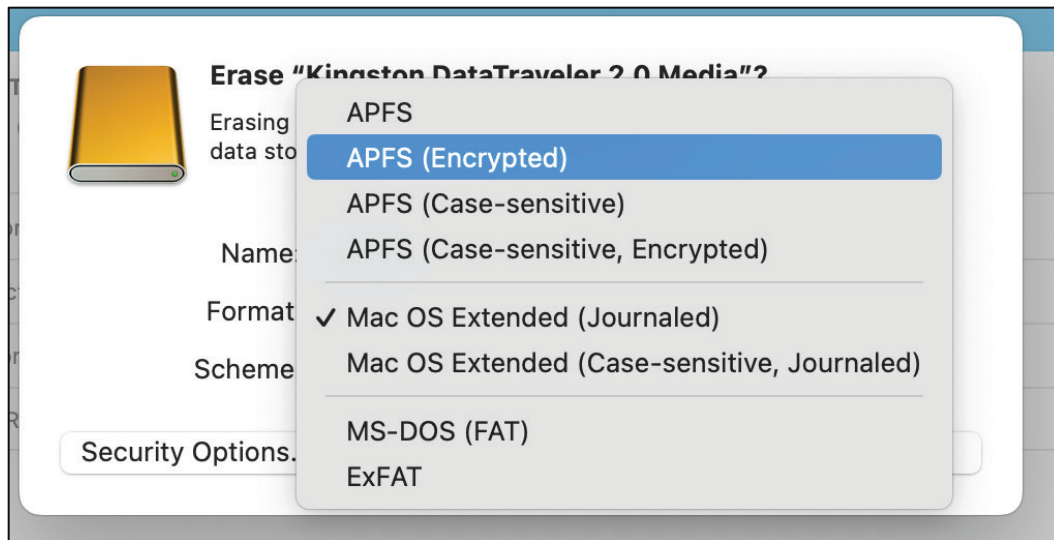 Erase “Kingston DataTraveler 2.0 Media”?
Erasing
data sto
APFS
APFS (Encrypted)
APFS (Case-sensitive)
APFS (Case-sensitive, Encrypted)
Name:
Format
✓ Mac OS Extended (Journaled)
Mac OS Extended (Case-sensitive, Journaled)
Scheme
MS-DOS (FAT)
Security Options.
ExFAT